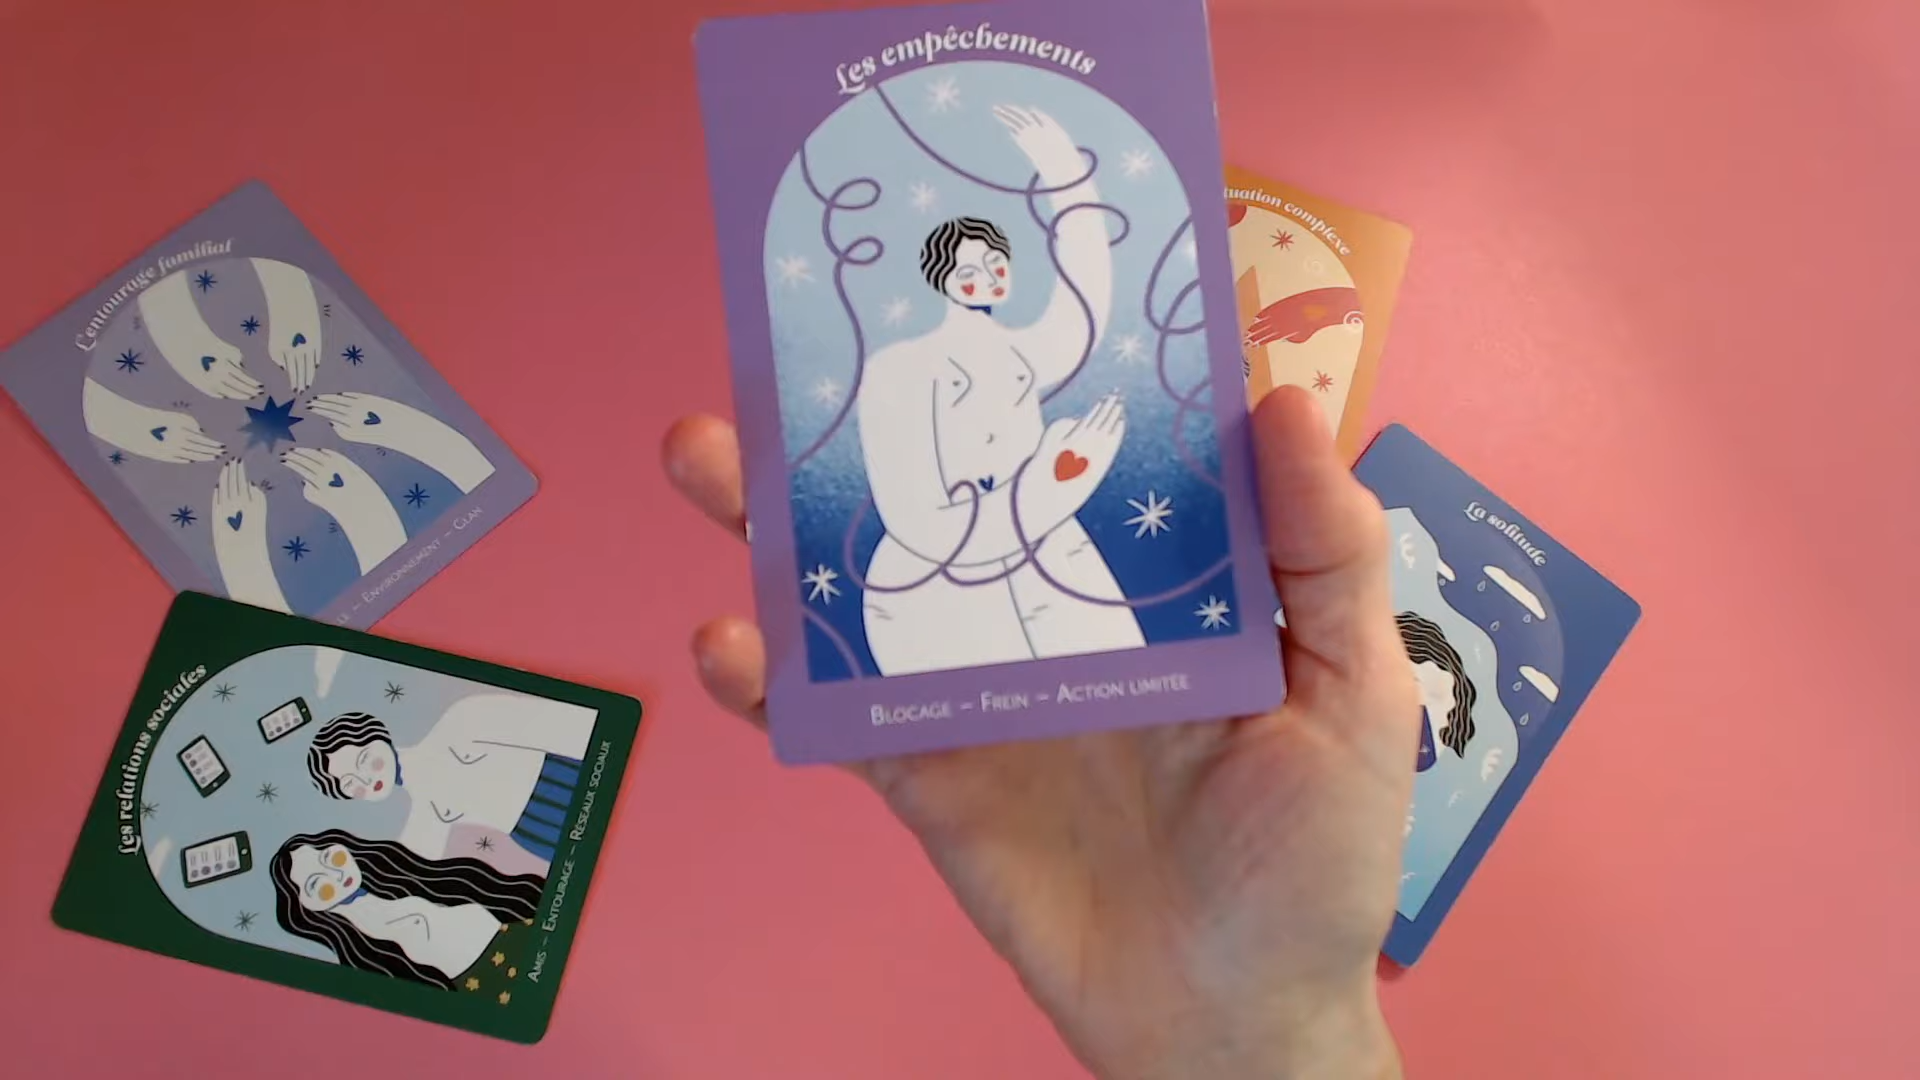 Les empêchements
BLOCAGE – FREIN – ACTION LIMITÉE
L'entourage familial
ENVIRONNEMENT – CLAN
Les relations sociales
AMIS – ENTOURAGE – RÉSEAUX SOCIAUX
complexe
La solitude